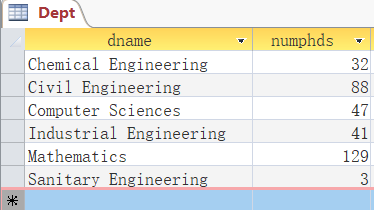 Dept
dname numphds
Chemical Engineering 32
Civil Engineering 88
Computer Sciences 47
Industrial Engineering 41
Mathematics 129
Sanitary Engineering 3